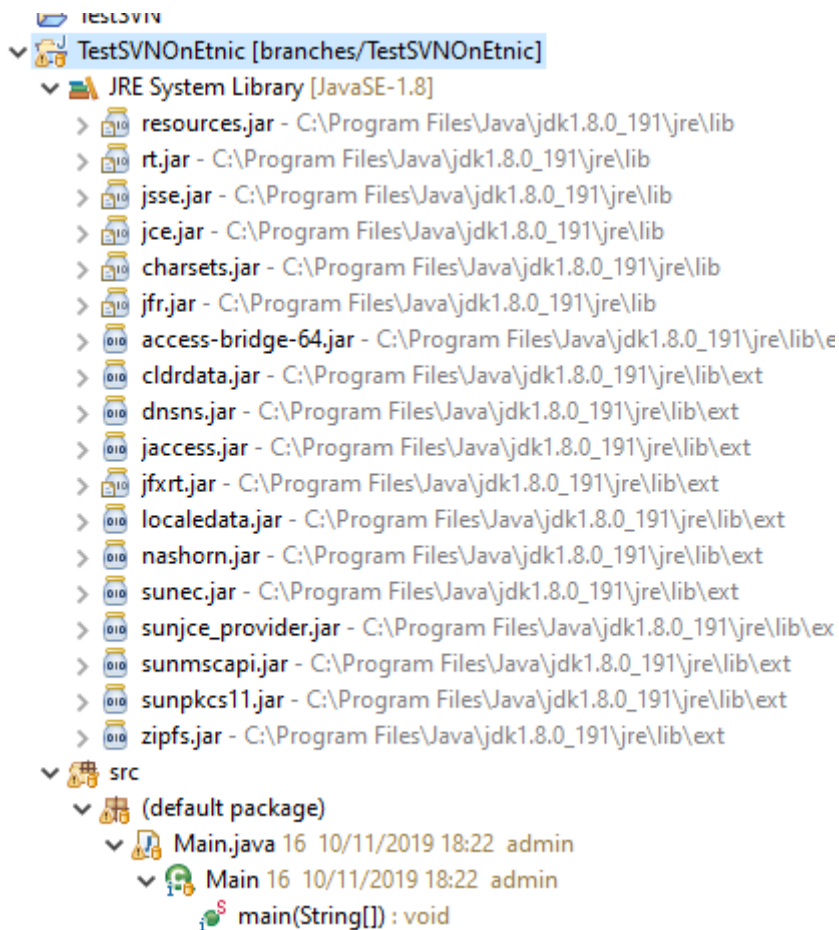 TestSVN
TestSVNOnEtnic [branches/TestSVNOnEtnic]
JRE System Library [JavaSE-1.8]
resources.jar - C:\Program Files\Java\jdk1.8.0_191\jre\lib
rt.jar - C:\Program Files\Java\jdk1.8.0_191\jre\lib
jsse.jar - C:\Program Files\Java\jdk1.8.0_191\jre\lib
jce.jar - C:\Program Files\Java\jdk1.8.0_191\jre\lib
charsets.jar - C:\Program Files\Java\jdk1.8.0_191\jre\lib
jfr.jar - C:\Program Files\Java\jdk1.8.0_191\jre\lib
access-bridge-64.jar - C:\Program Files\Java\jdk1.8.0_191\jre\lib\e
cldrdata.jar - C:\Program Files\Java\jdk1.8.0_191\jre\lib\ext
dnsns.jar - C:\Program Files\Java\jdk1.8.0_191\jre\lib\ext
jaccess.jar - C:\Program Files\Java\jdk1.8.0_191\jre\lib\ext
jfxrt.jar - C:\Program Files\Java\jdk1.8.0_191\jre\lib\ext
localedata.jar - C:\Program Files\Java\jdk1.8.0_191\jre\lib\ext
nashorn.jar - C:\Program Files\Java\jdk1.8.0_191\jre\lib\ext
sunec.jar - C:\Program Files\Java\jdk1.8.0_191\jre\lib\ext
sunjce_provider.jar - C:\Program Files\Java\jdk1.8.0_191\jre\lib\ex
sunmscapi.jar - C:\Program Files\Java\jdk1.8.0_191\jre\lib\ext
sunpkcs11.jar - C:\Program Files\Java\jdk1.8.0_191\jre\lib\ext
zipfs.jar - C:\Program Files\Java\jdk1.8.0_191\jre\lib\ext
src
(default package)
Main.java 16 10/11/2019 18:22 admin
Main 16 10/11/2019 18:22 admin
main(String[]) : void